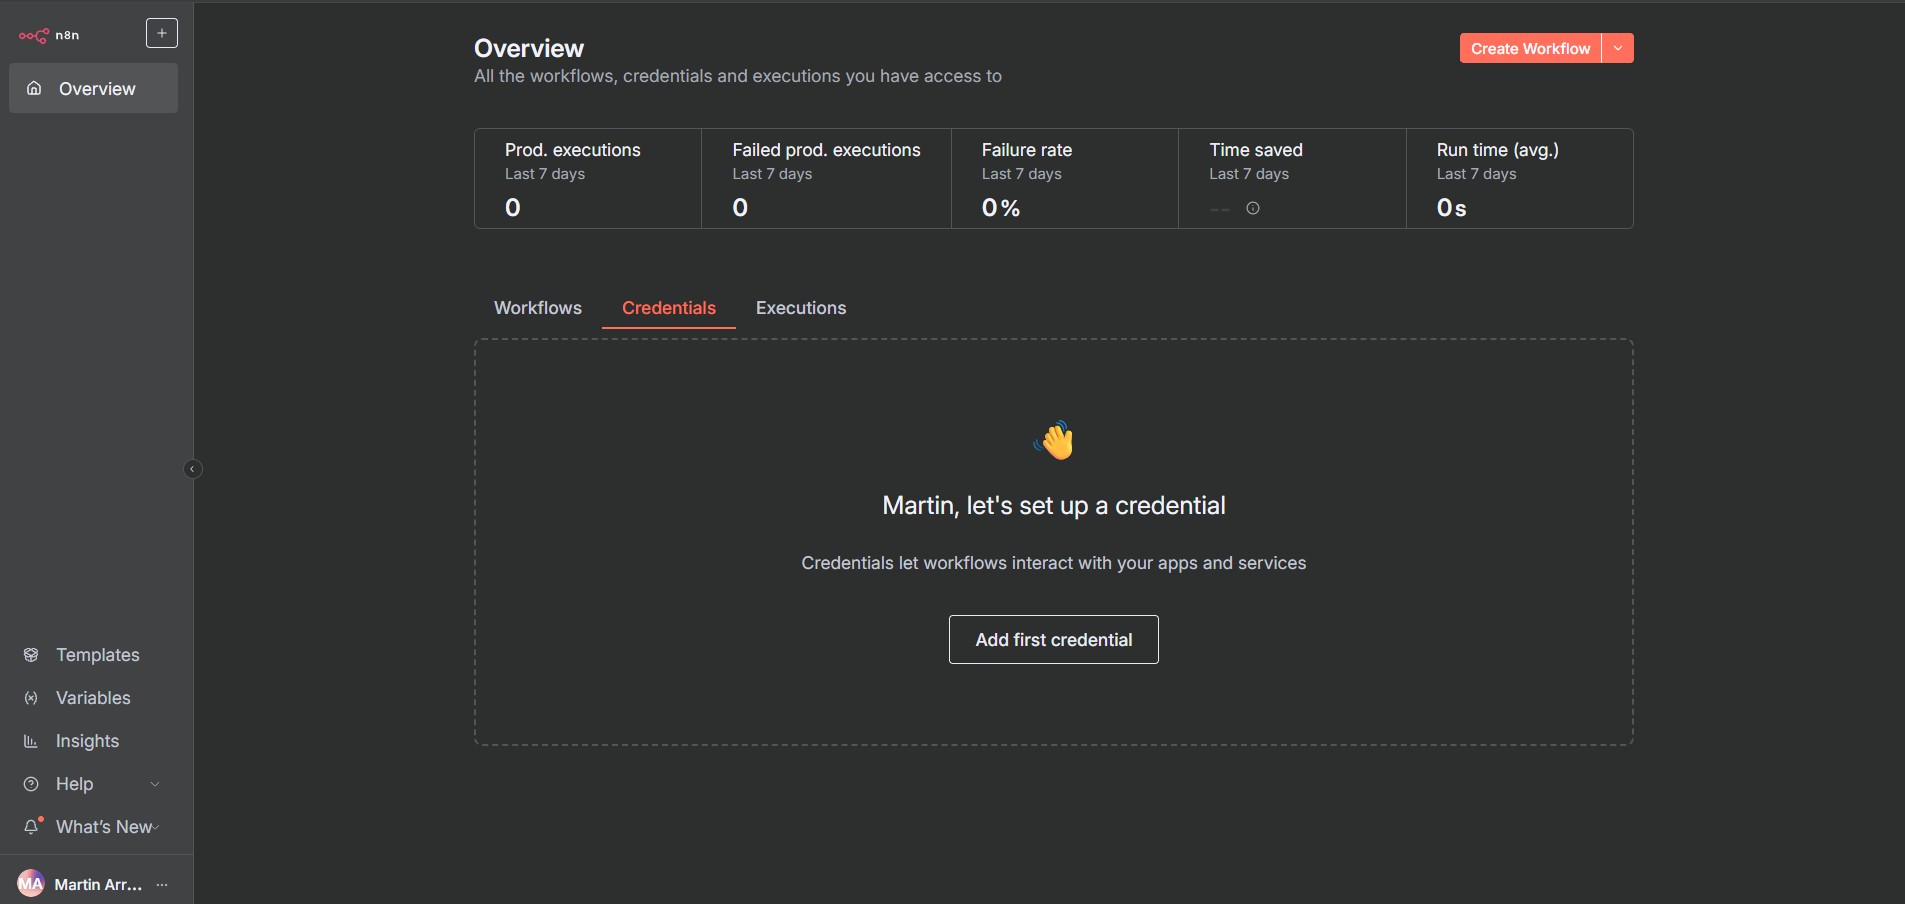 n8n
+
Overview
Templates
Variables
Insights
Help
What's New
MA
Martin Arr...
Overview
All the workflows, credentials and executions you have access to
Create Workflow
Prod. executions
Last 7 days
0
Failed prod. executions
Last 7 days
0
Failure rate
Last 7 days
0%
Time saved
Last 7 days
--
Run time (avg.)
Last 7 days
0s
Workflows Credentials Executions
👋
Martin, let's set up a credential
Credentials let workflows interact with your apps and services
Add first credential